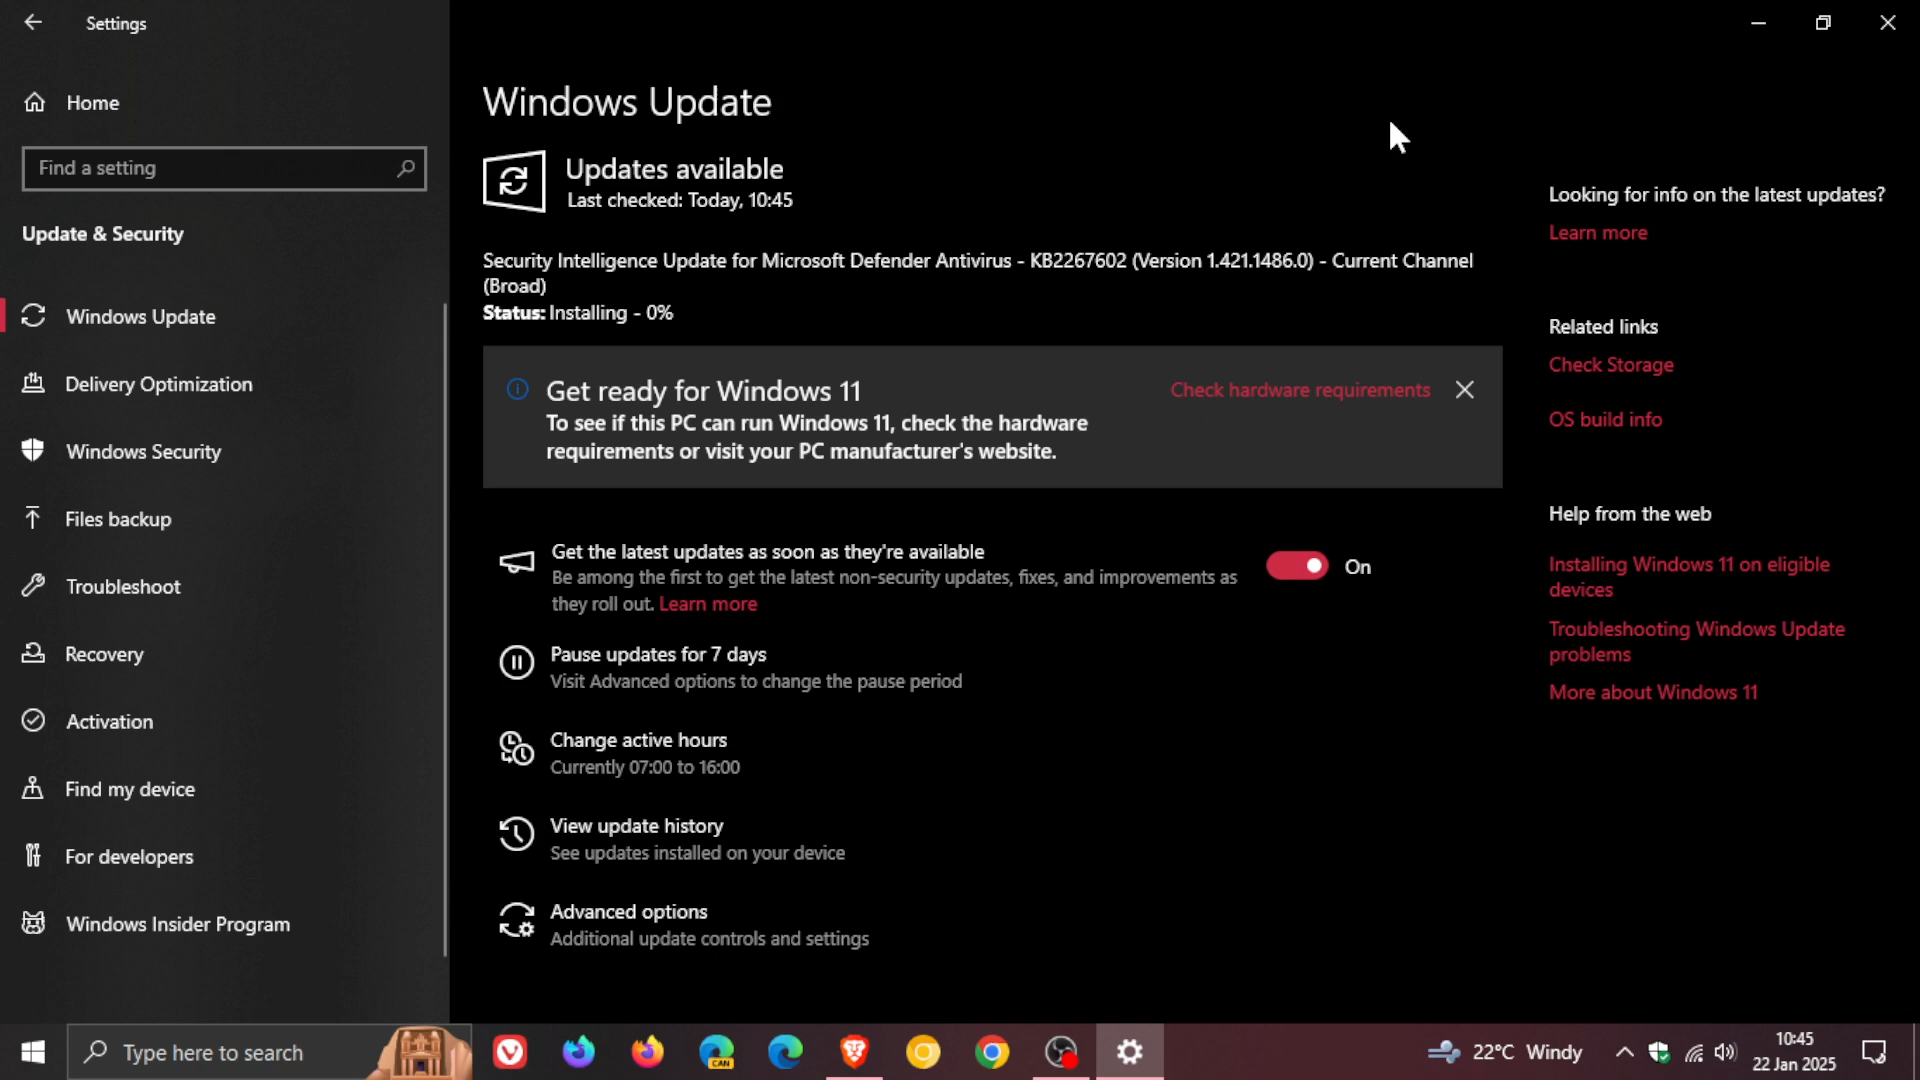 Settings
Home
Find a setting
Update & Security
Windows Update
Delivery Optimization
Windows Security
Files backup
Troubleshoot
Recovery
Activation
Find my device
For developers
Windows Insider Program
Windows Update
Updates available
Last checked: Today, 10:45
Security Intelligence Update for Microsoft Defender Antivirus - KB2267602 (Version 1.421.1486.0) - Current Channel
(Broad)
Status: Installing - 0%
Get ready for Windows 11
Check hardware requirements
To see if this PC can run Windows 11, check the hardware
requirements or visit your PC manufacturer's website.
Get the latest updates as soon as they're available
Be among the first to get the latest non-security updates, fixes, and improvements as
they roll out. Learn more
On
Pause updates for 7 days
Visit Advanced options to change the pause period
Change active hours
Currently 07:00 to 16:00
View update history
See updates installed on your device
Advanced options
Additional update controls and settings
Looking for info on the latest updates?
Learn more
Related links
Check Storage
OS build info
Help from the web
Installing Windows 11 on eligible
devices
Troubleshooting Windows Update
problems
More about Windows 11
Type here to search
CAN
22°C Windy
10:45
22 Jan 2025